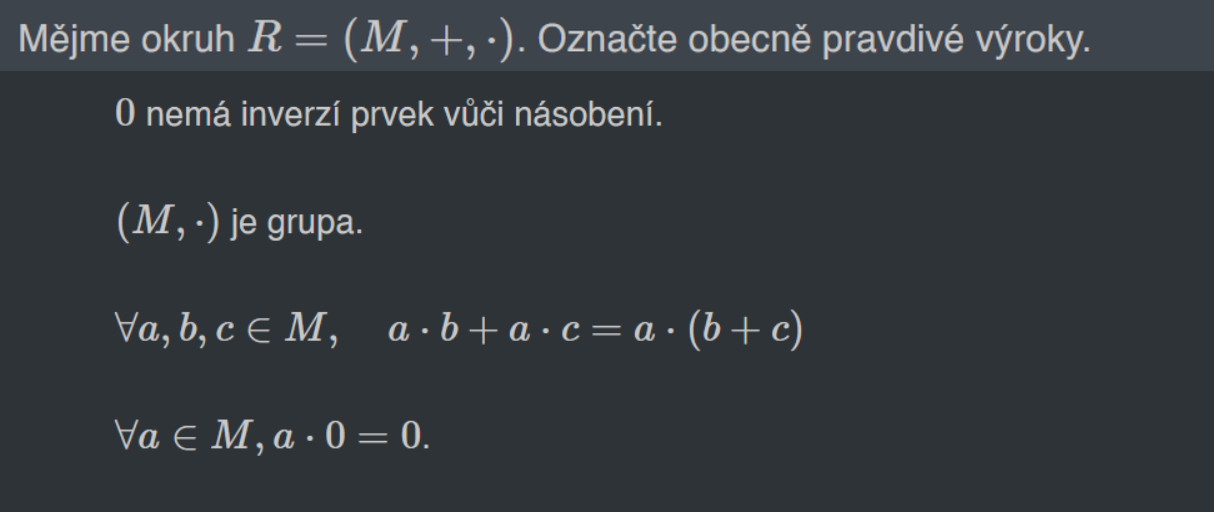 Mějme okruh R = (M, +, ·). Označte obecně pravdivé výroky.
0 nemá inverzí prvek vůči násobení.
(M, ·) je grupa.
∀a, b, c ∈ M, a · b + a · c = a · (b + c)
∀a ∈ M, a · 0 = 0.